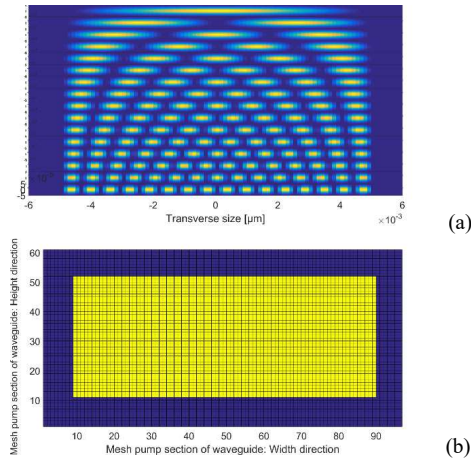 -5
-6 -4 -2 0 2 4 6
Transverse size [μm]
×10⁻³
(a)
Mesh pump section of waveguide: Height direction
60
50
40
30
20
10
10 20 30 40 50 60 70 80 90
Mesh pump section of waveguide: Width direction
(b)